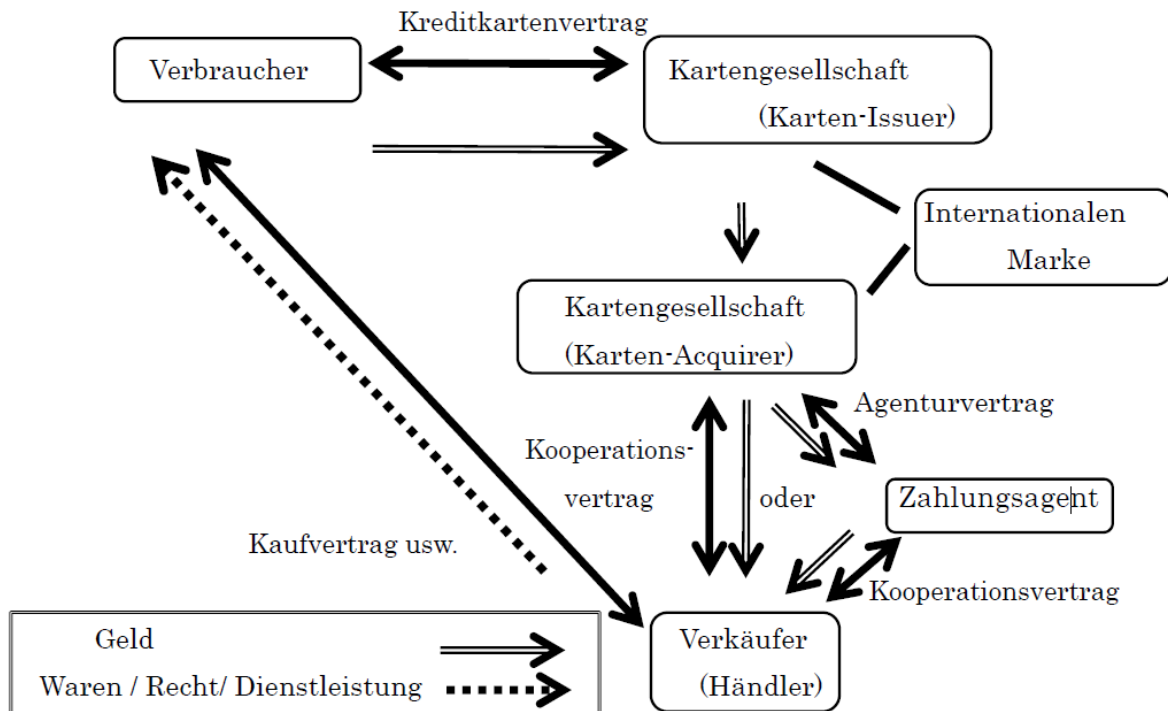 Kreditkartenvertrag
Verbraucher
Kartengesellschaft
(Karten-Issuer)
Internationalen
Marke
Kartengesellschaft
(Karten-Acquirer)
Agenturvertrag
Kooperations-
vertrag
oder
Zahlungsagent
Kaufvertrag usw.
Kooperationsvertrag
Geld
Waren / Recht/ Dienstleistung
Verkäufer
(Händler)